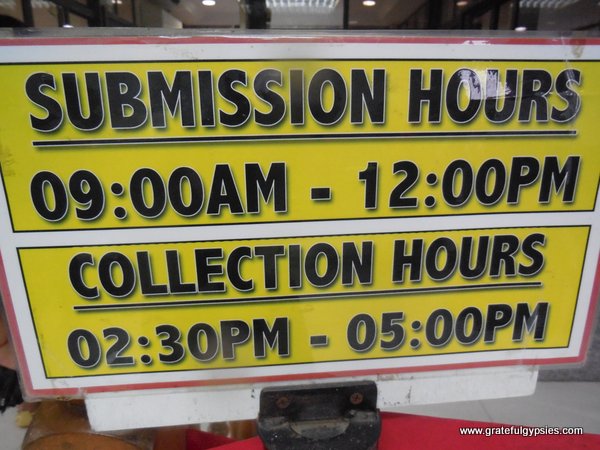 SUBMISSION HOURS
09:00AM - 12:00PM
COLLECTION HOURS
02:30PM - 05:00PM
www.gratefulgypsies.com